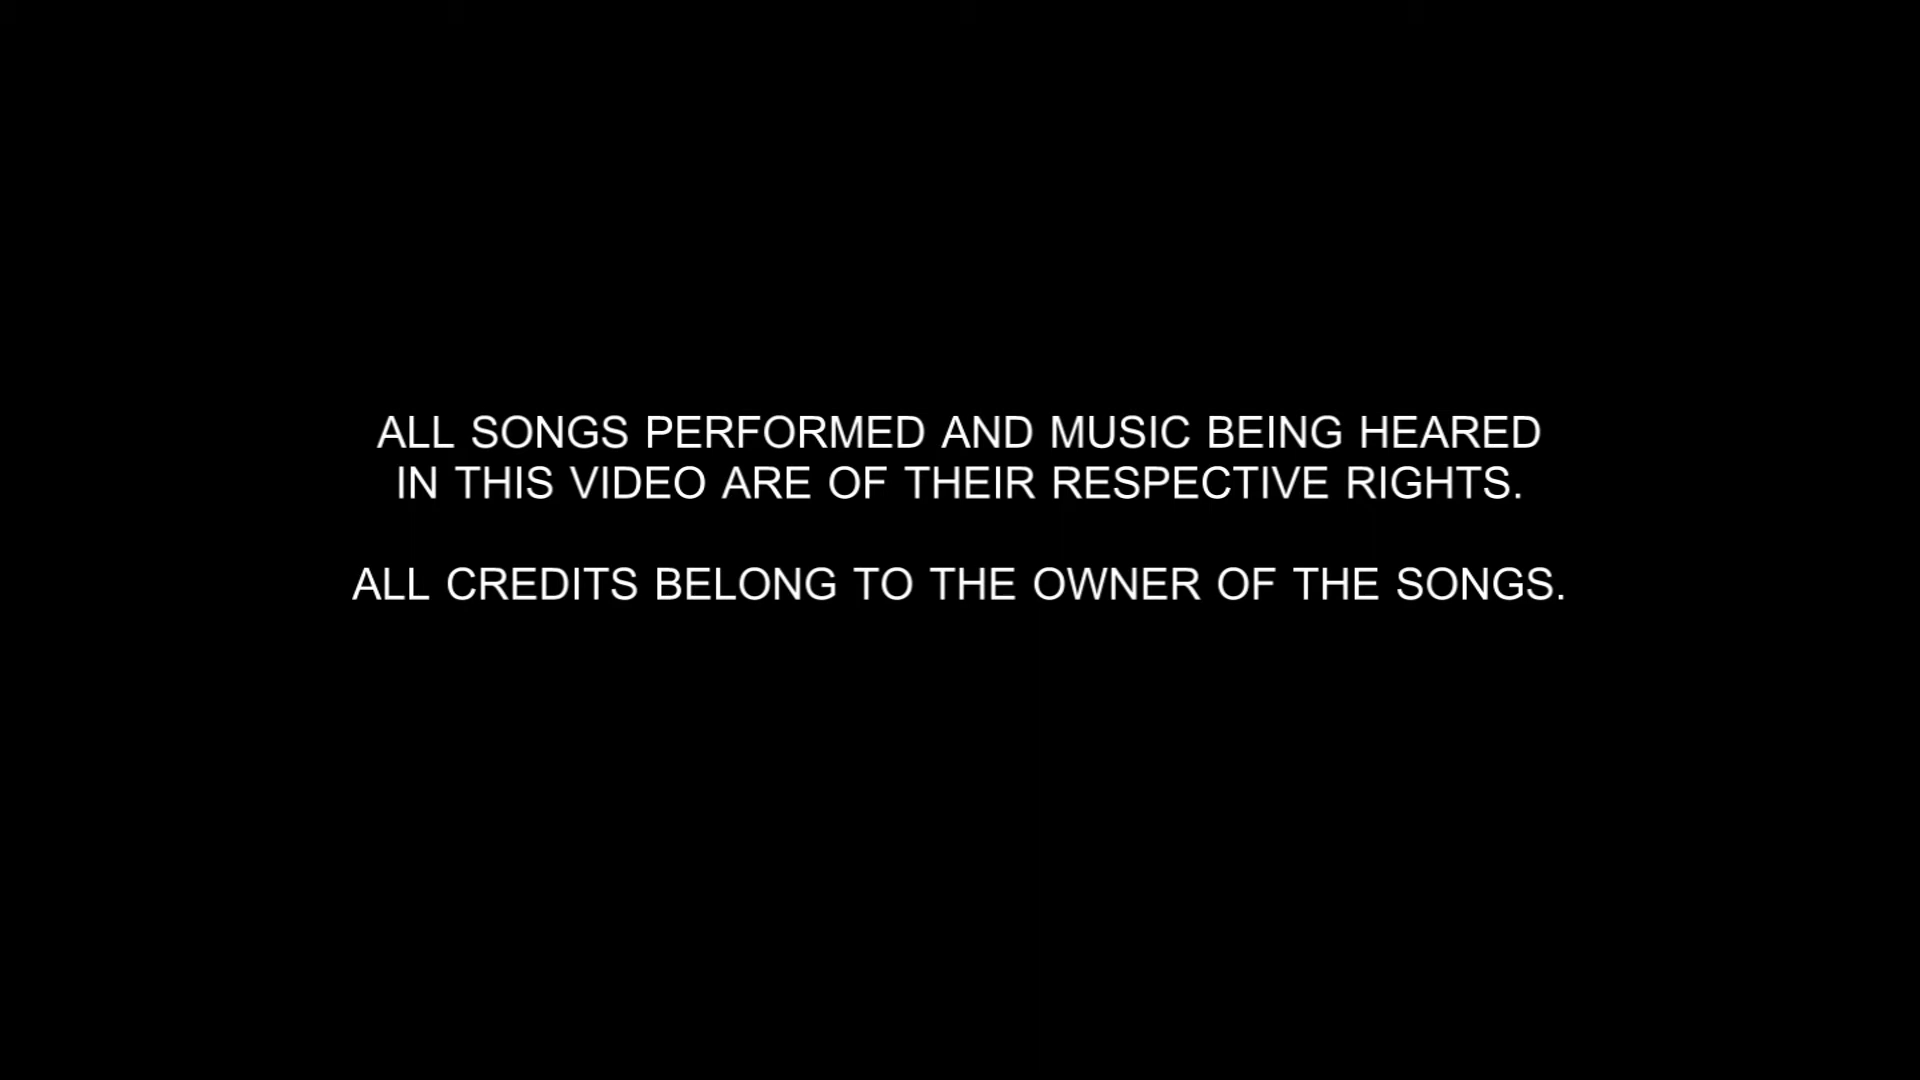 ALL SONGS PERFORMED AND MUSIC BEING HEARED
IN THIS VIDEO ARE OF THEIR RESPECTIVE RIGHTS.
ALL CREDITS BELONG TO THE OWNER OF THE SONGS.